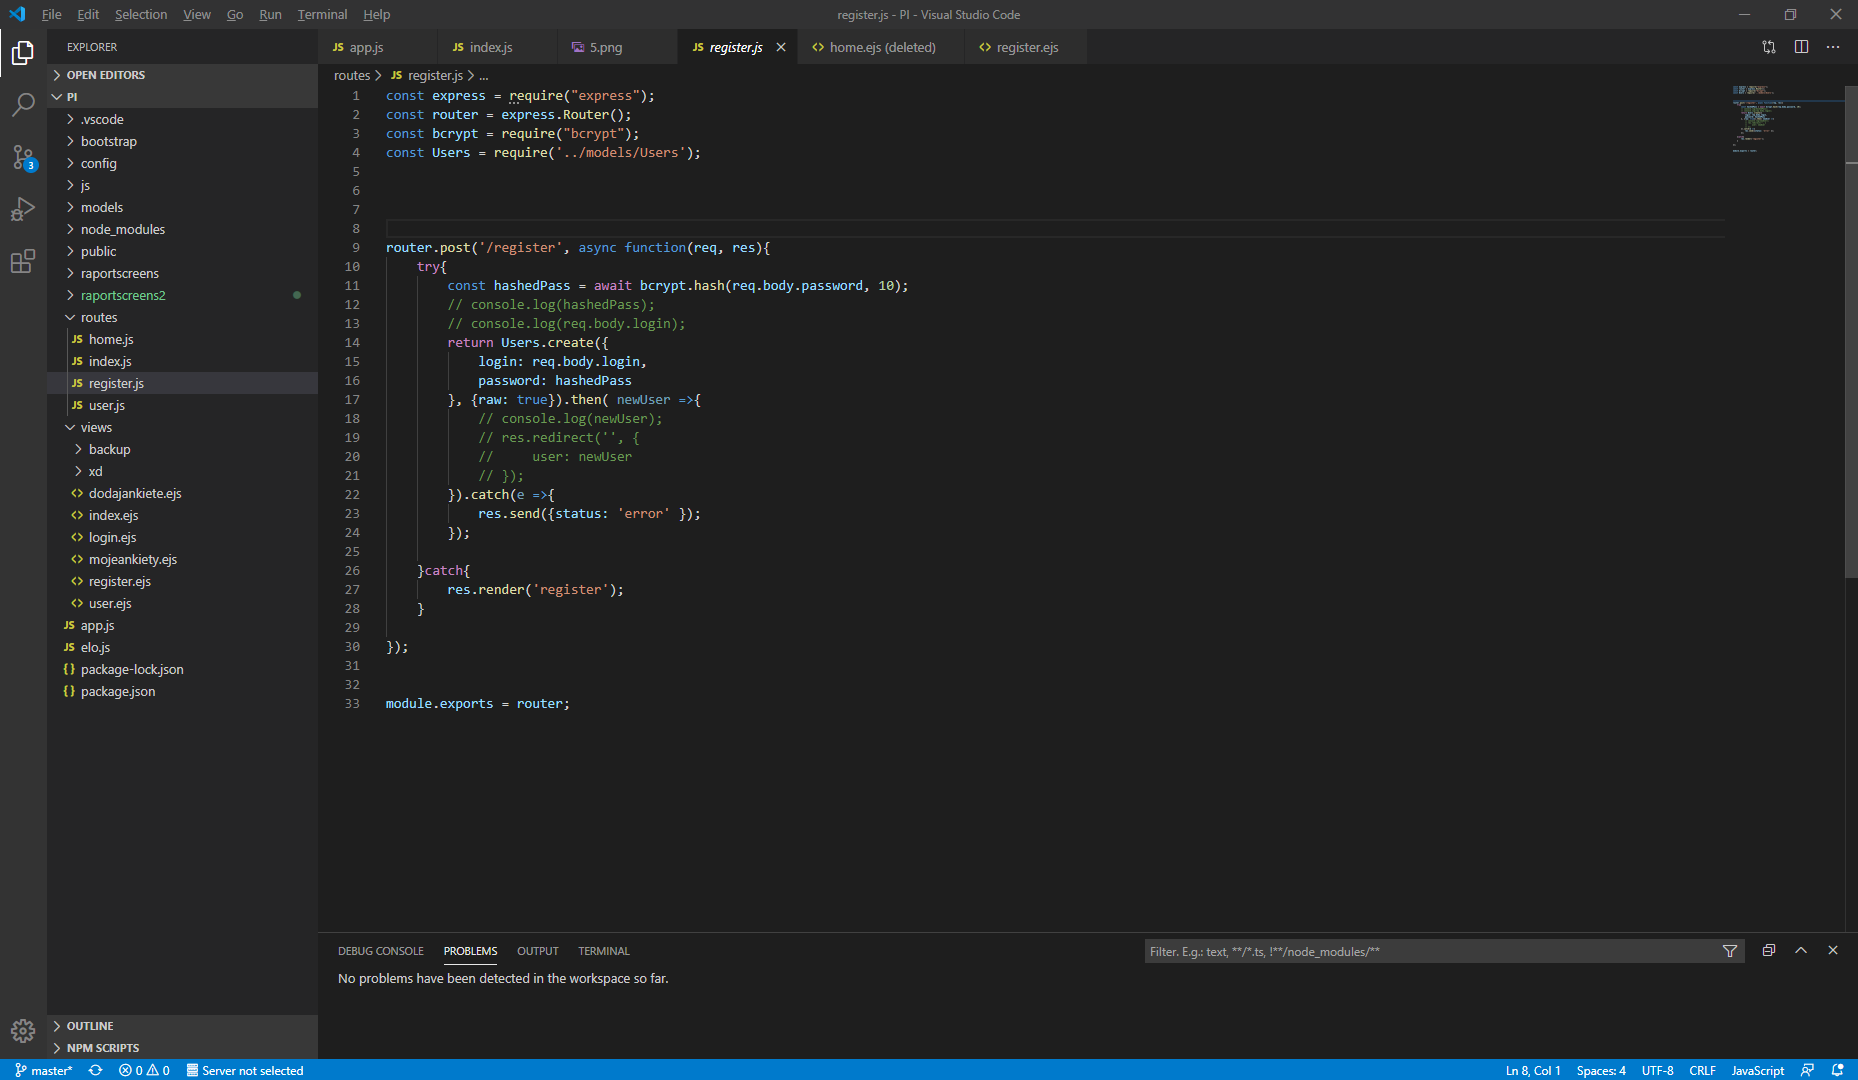 File Edit Selection View Go Run Terminal Help
register.js - PI - Visual Studio Code
EXPLORER
OPEN EDITORS
PI
.vscode
bootstrap
config
js
models
node_modules
public
raportscreens
raportscreens2
routes
JS home.js
JS index.js
JS register.js
JS user.js
views
backup
xd
<> dodajankiete.ejs
<> index.ejs
<> login.ejs
<> mojeankiety.ejs
<> register.ejs
<> user.ejs
JS app.js
JS elo.js
{} package-lock.json
{} package.json
OUTLINE
NPM SCRIPTS
3
JS app.js
JS index.js
5.png
JS register.js
<> home.ejs (deleted)
<> register.ejs
routes > JS register.js > ...
1 const express = require("express");
2 const router = express.Router();
3 const bcrypt = require("bcrypt");
4 const Users = require('../models/Users');
5
6
7
8
9 router.post('/register', async function(req, res){
10 try{
11 const hashedPass = await bcrypt.hash(req.body.password, 10);
12 // console.log(hashedPass);
13 // console.log(req.body.login);
14 return Users.create({
15 login: req.body.login,
16 password: hashedPass
17 }, {raw: true}).then( newUser =>{
18 // console.log(newUser);
19 // res.redirect('', {
20 //     user: newUser
21 // });
22 }).catch(e =>{
23 res.send({status: 'error' });
24 });
25
26 }catch{
27 res.render('register');
28 }
29
30 });
31
32
33 module.exports = router;
DEBUG CONSOLE PROBLEMS OUTPUT TERMINAL
Filter. E.g.: text, **/*.ts, !**/node_modules/**
No problems have been detected in the workspace so far.
master* 0 0 Server not selected
Ln 8, Col 1 Spaces: 4 UTF-8 CRLF JavaScript